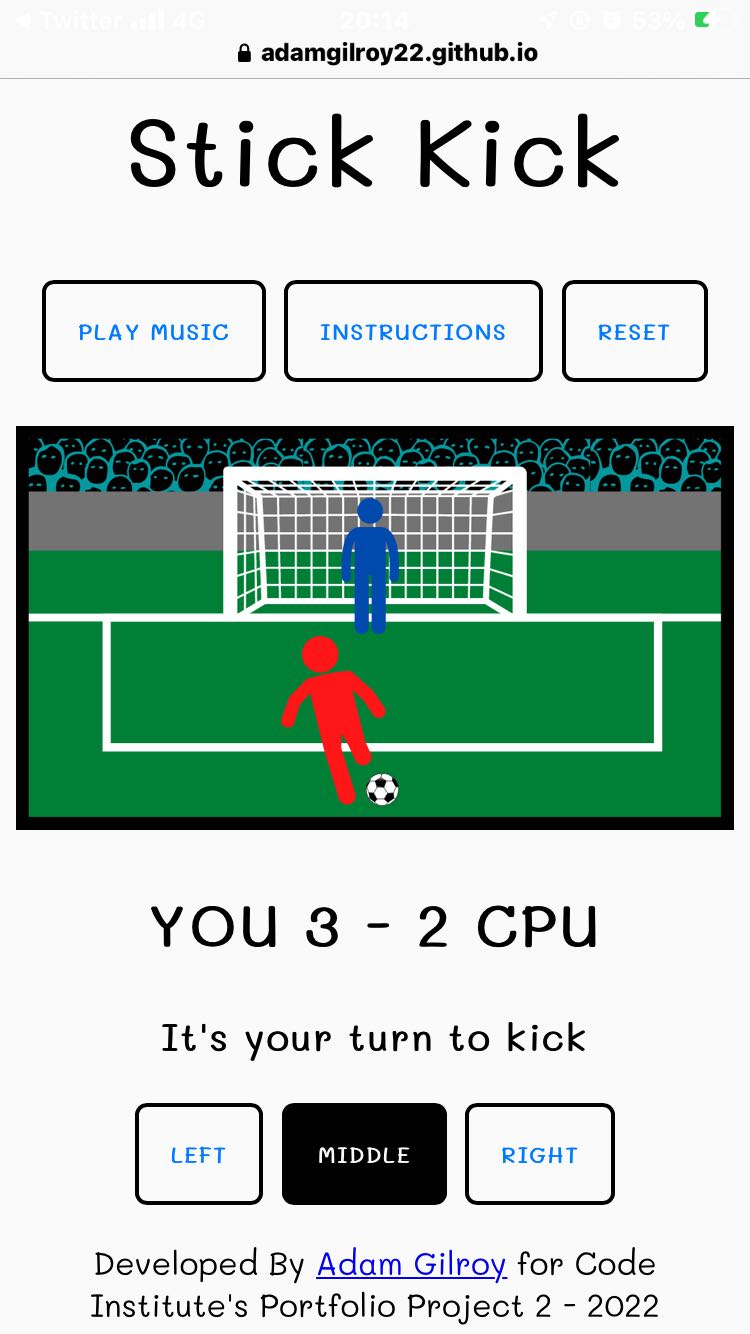 Twitter 4G 20:14 53%
adamgilroy22.github.io
Stick Kick
PLAY MUSIC INSTRUCTIONS RESET
YOU 3 - 2 CPU
It's your turn to kick
LEFT MIDDLE RIGHT
Developed By Adam Gilroy for Code
Institute's Portfolio Project 2 - 2022